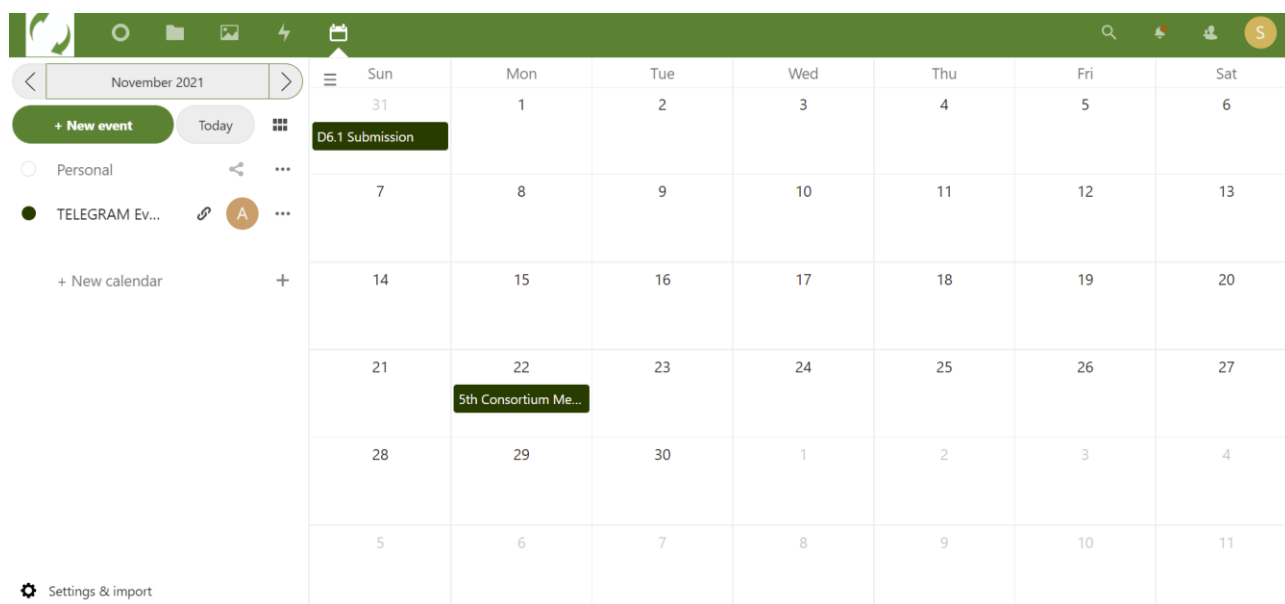 S
November 2021
Sun Mon Tue Wed Thu Fri Sat
31 1 2 3 4 5 6
+ New event Today
D6.1 Submission
Personal
7 8 9 10 11 12 13
TELEGRAM Ev... A
+ New calendar
14 15 16 17 18 19 20
21 22 23 24 25 26 27
5th Consortium Me...
28 29 30 1 2 3 4
5 6 7 8 9 10 11
Settings & import